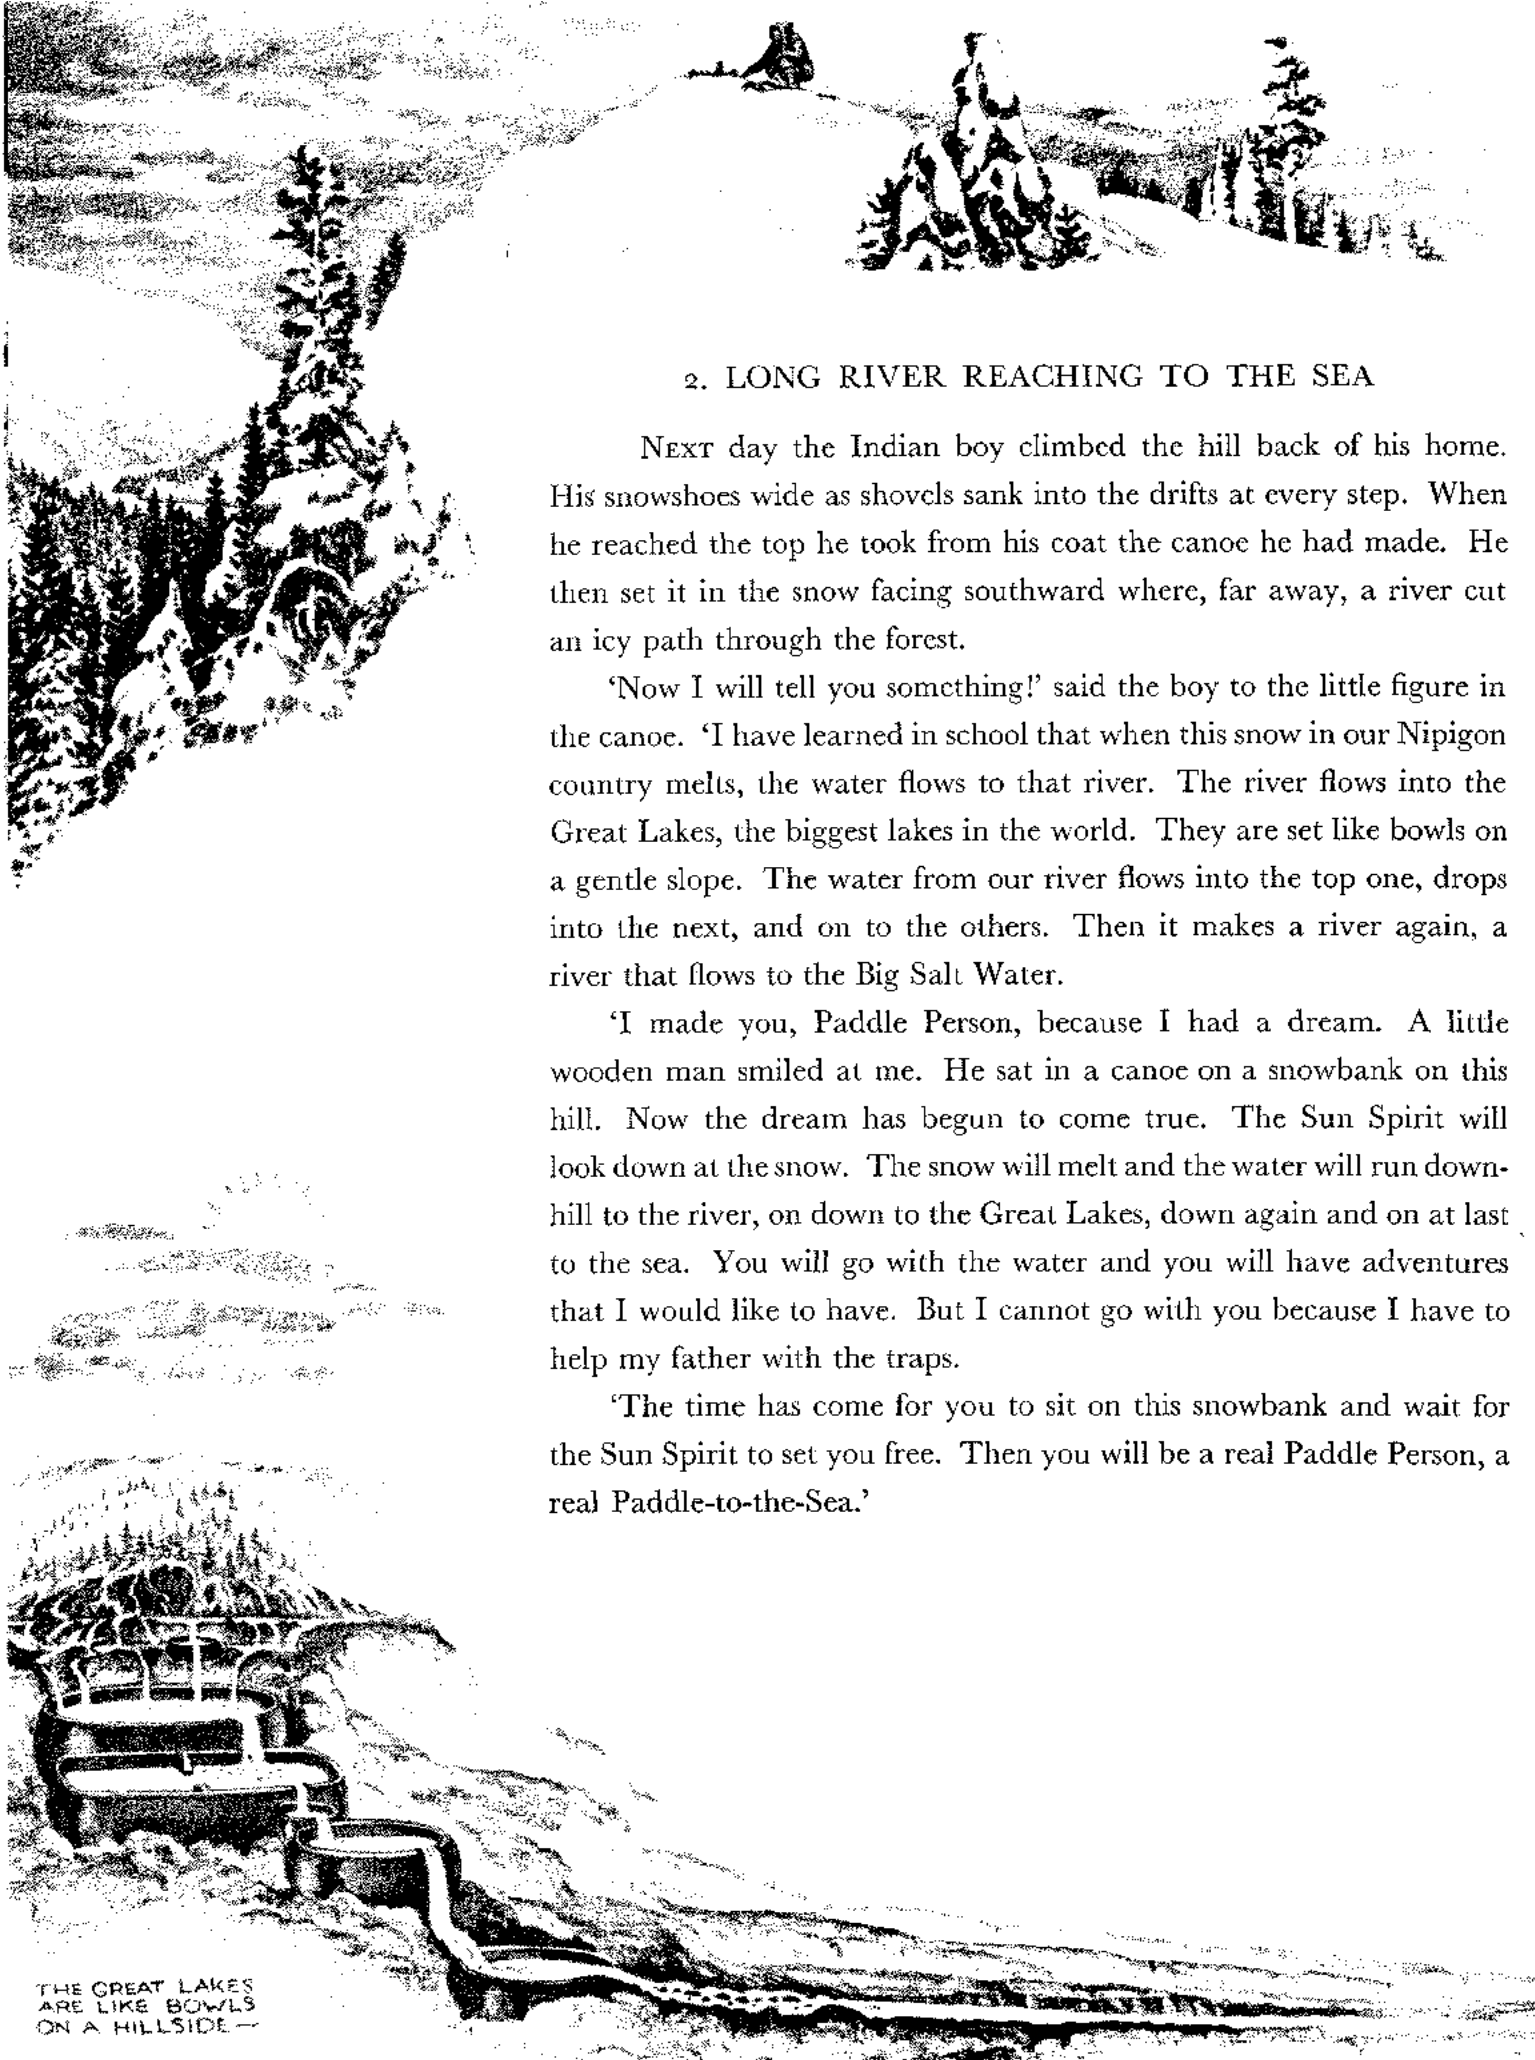 2. LONG RIVER REACHING TO THE SEA
NEXT day the Indian boy climbed the hill back of his home.
His snowshoes wide as shovels sank into the drifts at every step. When
he reached the top he took from his coat the canoe he had made. He
then set it in the snow facing southward where, far away, a river cut
an icy path through the forest.
‘Now I will tell you something!’ said the boy to the little figure in
the canoe. ‘I have learned in school that when this snow in our Nipigon
country melts, the water flows to that river. The river flows into the
Great Lakes, the biggest lakes in the world. They are set like bowls on
a gentle slope. The water from our river flows into the top one, drops
into the next, and on to the others. Then it makes a river again, a
river that flows to the Big Salt Water.
‘I made you, Paddle Person, because I had a dream. A little
wooden man smiled at me. He sat in a canoe on a snowbank on this
hill. Now the dream has begun to come true. The Sun Spirit will
look down at the snow. The snow will melt and the water will run down-
hill to the river, on down to the Great Lakes, down again and on at last
to the sea. You will go with the water and you will have adventures
that I would like to have. But I cannot go with you because I have to
help my father with the traps.
‘The time has come for you to sit on this snowbank and wait for
the Sun Spirit to set you free. Then you will be a real Paddle Person, a
real Paddle-to-the-Sea.’
THE GREAT LAKES
ARE LIKE BOWLS
ON A HILLSIDE—